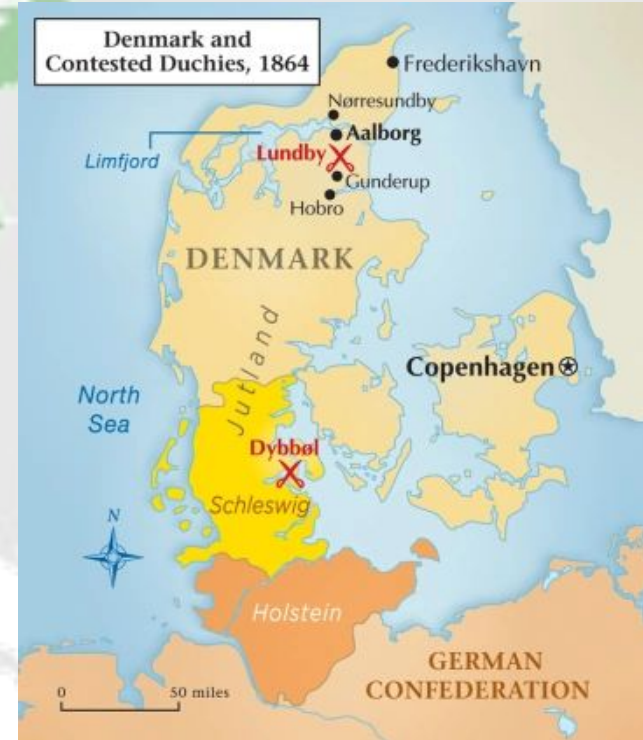 Denmark and
Contested Duchies, 1864
Frederikshavn
Nørresundby
Aalborg
Limfjord
Lundby
Gunderup
Hobro
DENMARK
Jutland
Copenhagen
North
Sea
Dybbøl
Schleswig
N
Holstein
GERMAN
CONFEDERATION
0 50 miles